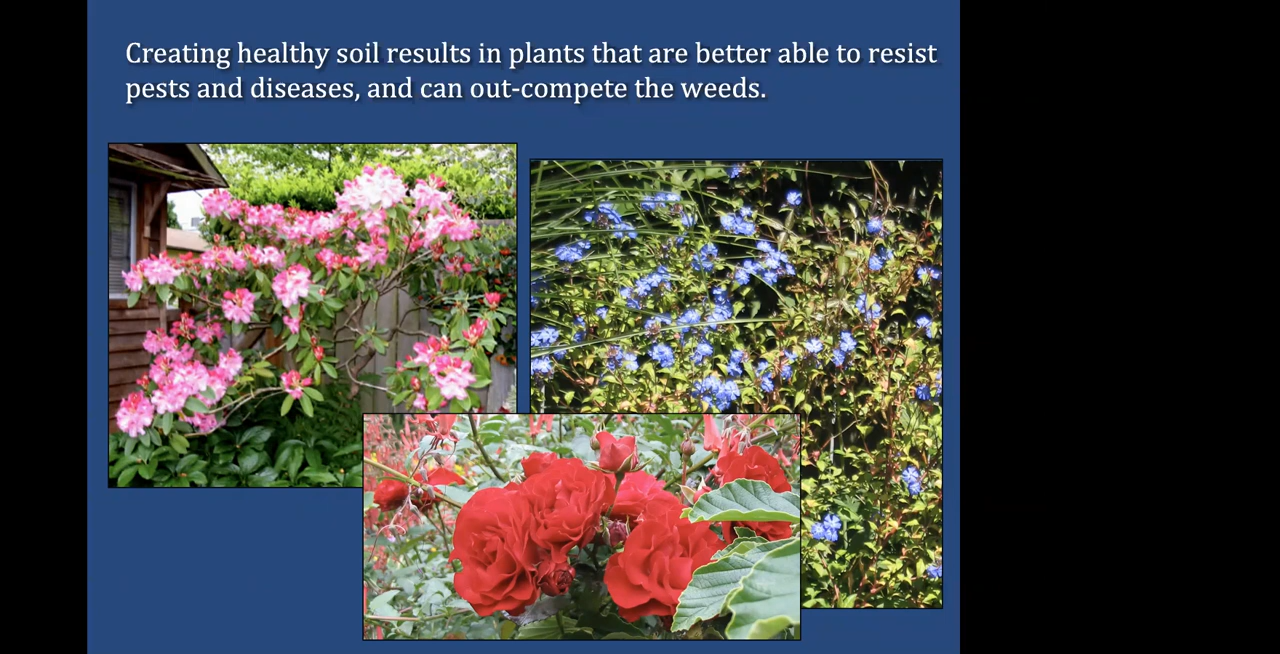 Creating healthy soil results in plants that are better able to resist
pests and diseases, and can out-compete the weeds.